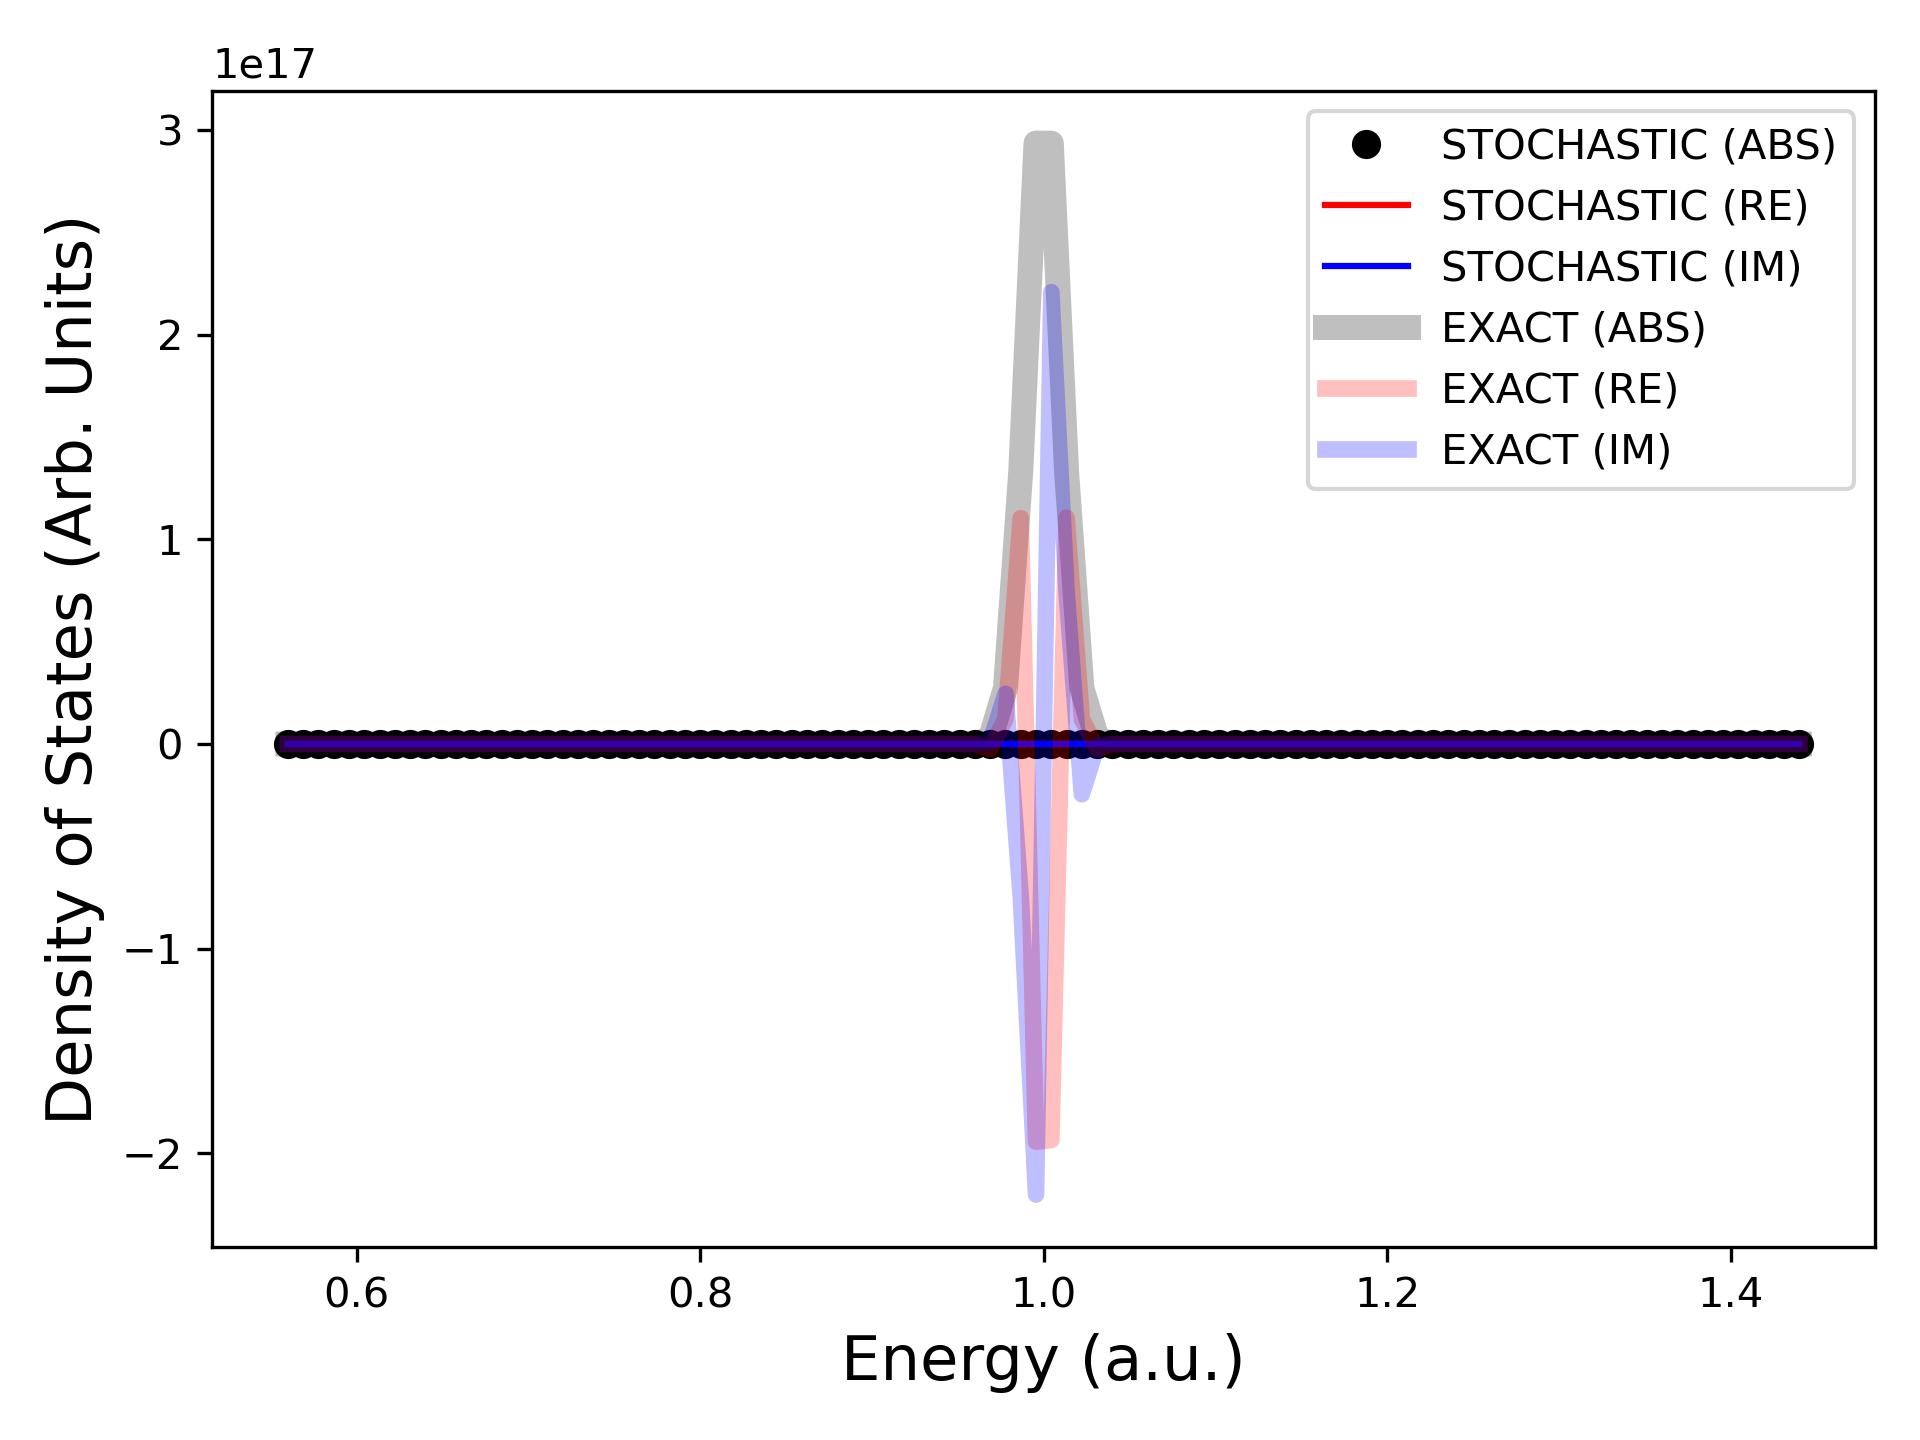 1e17
3
2
1
0
−1
−2
Density of States (Arb. Units)
STOCHASTIC (ABS)
STOCHASTIC (RE)
STOCHASTIC (IM)
EXACT (ABS)
EXACT (RE)
EXACT (IM)
0.6
0.8
1.0
1.2
1.4
Energy (a.u.)